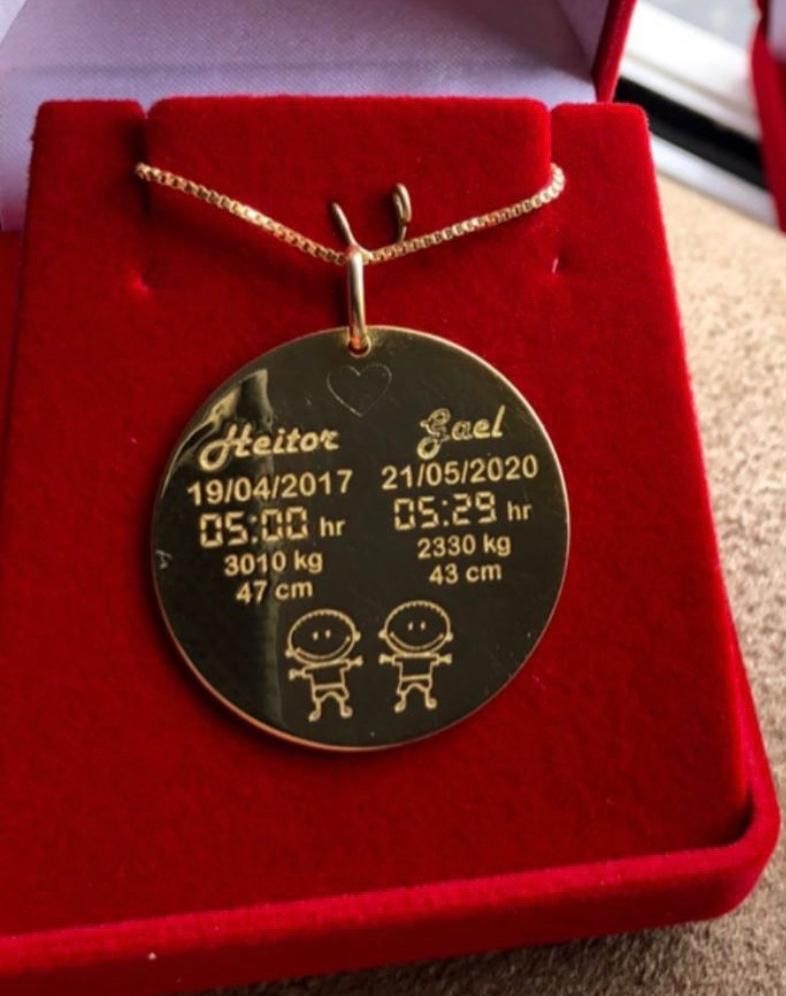 Heitor
19/04/2017
05:00 hr
3010 kg
47 cm
Gael
21/05/2020
05:29 hr
2330 kg
43 cm